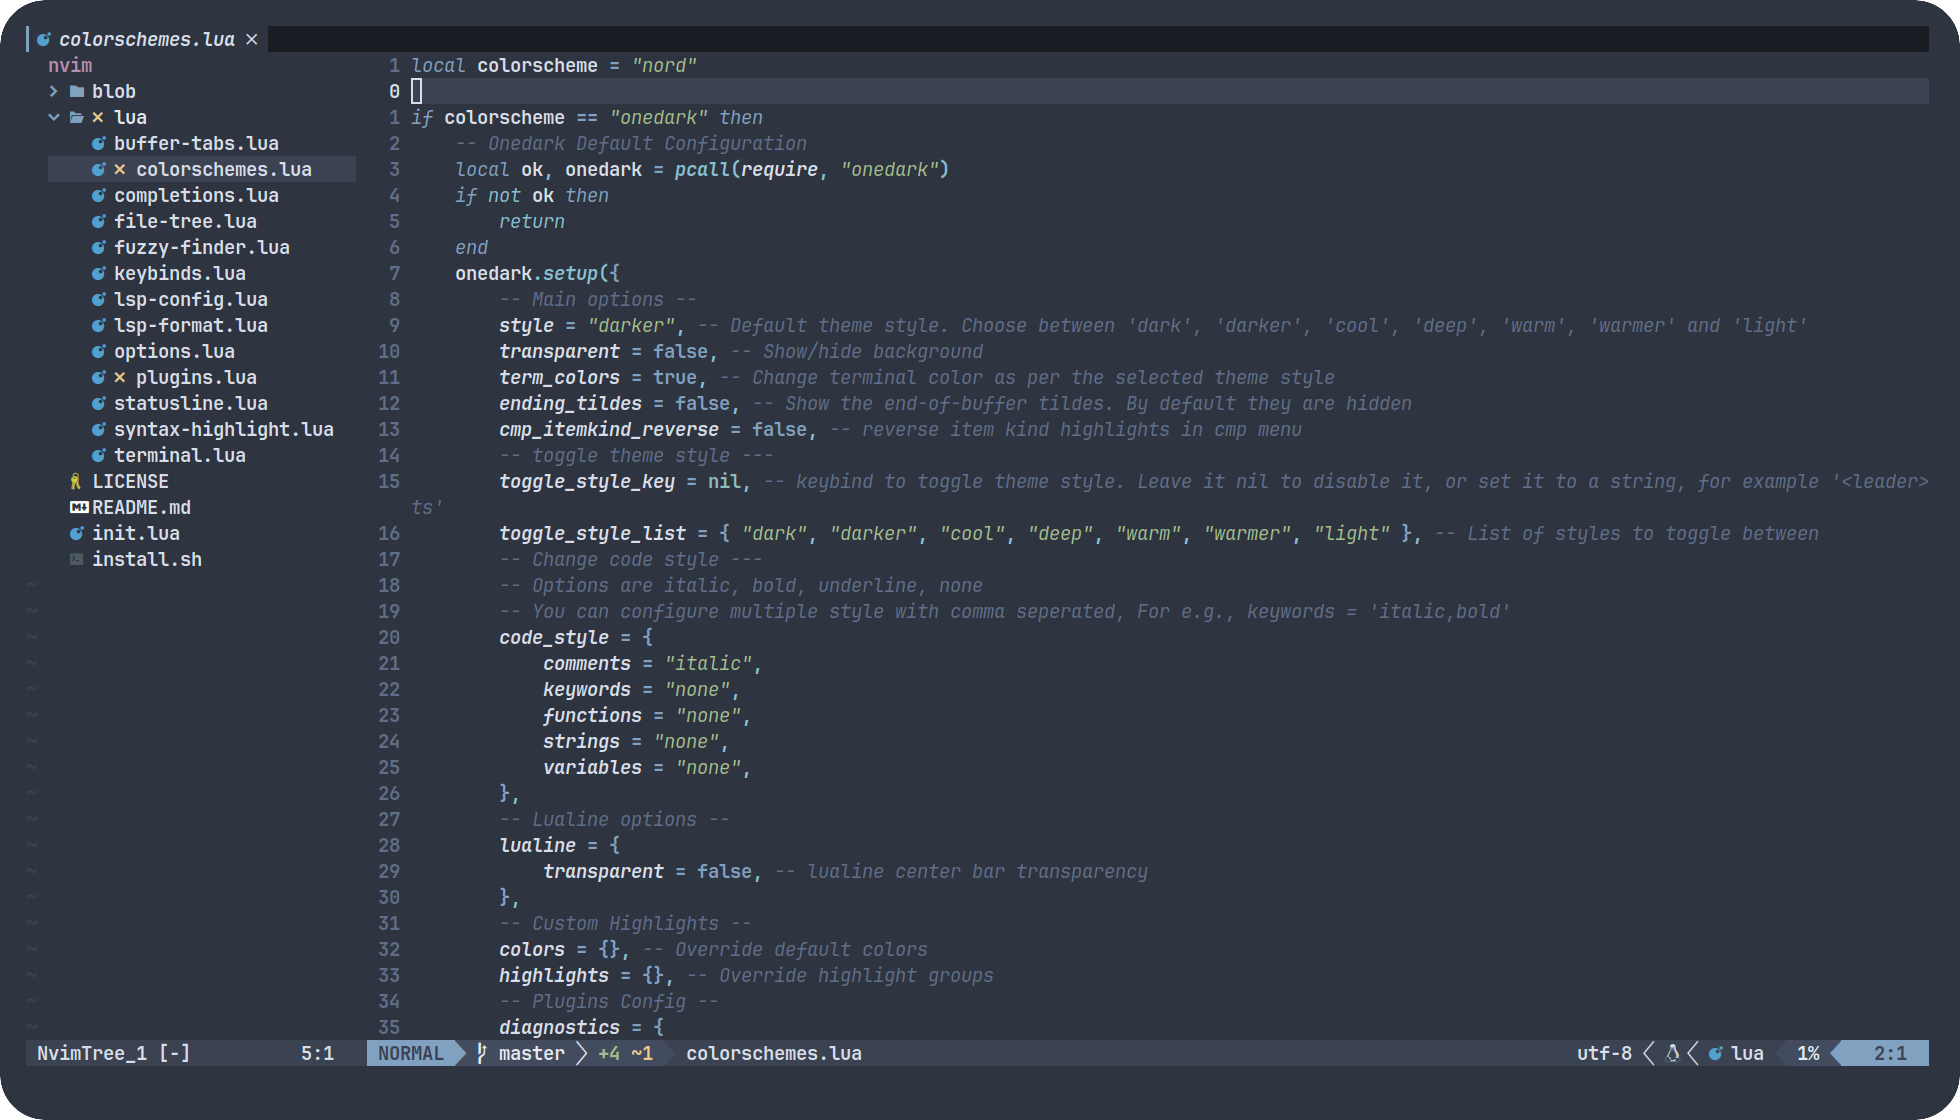 colorschemes.lua ×
nvim
blob
lua
buffer-tabs.lua
colorschemes.lua
completions.lua
file-tree.lua
fuzzy-finder.lua
keybinds.lua
lsp-config.lua
lsp-format.lua
options.lua
plugins.lua
statusline.lua
syntax-highlight.lua
terminal.lua
LICENSE
README.md
init.lua
install.sh
1 local colorscheme = "nord"
0
1 if colorscheme == "onedark" then
2     -- Onedark Default Configuration
3     local ok, onedark = pcall(require, "onedark")
4     if not ok then
5         return
6     end
7     onedark.setup({
8         -- Main options --
9         style = "darker", -- Default theme style. Choose between 'dark', 'darker', 'cool', 'deep', 'warm', 'warmer' and 'light'
10         transparent = false, -- Show/hide background
11         term_colors = true, -- Change terminal color as per the selected theme style
12         ending_tildes = false, -- Show the end-of-buffer tildes. By default they are hidden
13         cmp_itemkind_reverse = false, -- reverse item kind highlights in cmp menu
14         -- toggle theme style ---
15         toggle_style_key = nil, -- keybind to toggle theme style. Leave it nil to disable it, or set it to a string, for example '<leader>
ts'
16         toggle_style_list = { "dark", "darker", "cool", "deep", "warm", "warmer", "light" }, -- List of styles to toggle between
17         -- Change code style ---
18         -- Options are italic, bold, underline, none
19         -- You can configure multiple style with comma seperated, For e.g., keywords = 'italic,bold'
20         code_style = {
21             comments = "italic",
22             keywords = "none",
23             functions = "none",
24             strings = "none",
25             variables = "none",
26         },
27         -- Lualine options --
28         lualine = {
29             transparent = false, -- lualine center bar transparency
30         },
31         -- Custom Highlights --
32         colors = {}, -- Override default colors
33         highlights = {}, -- Override highlight groups
34         -- Plugins Config --
35         diagnostics = {
NvimTree_1 [-] 5:1 NORMAL master +4 ~1 colorschemes.lua utf-8 lua 1% 2:1